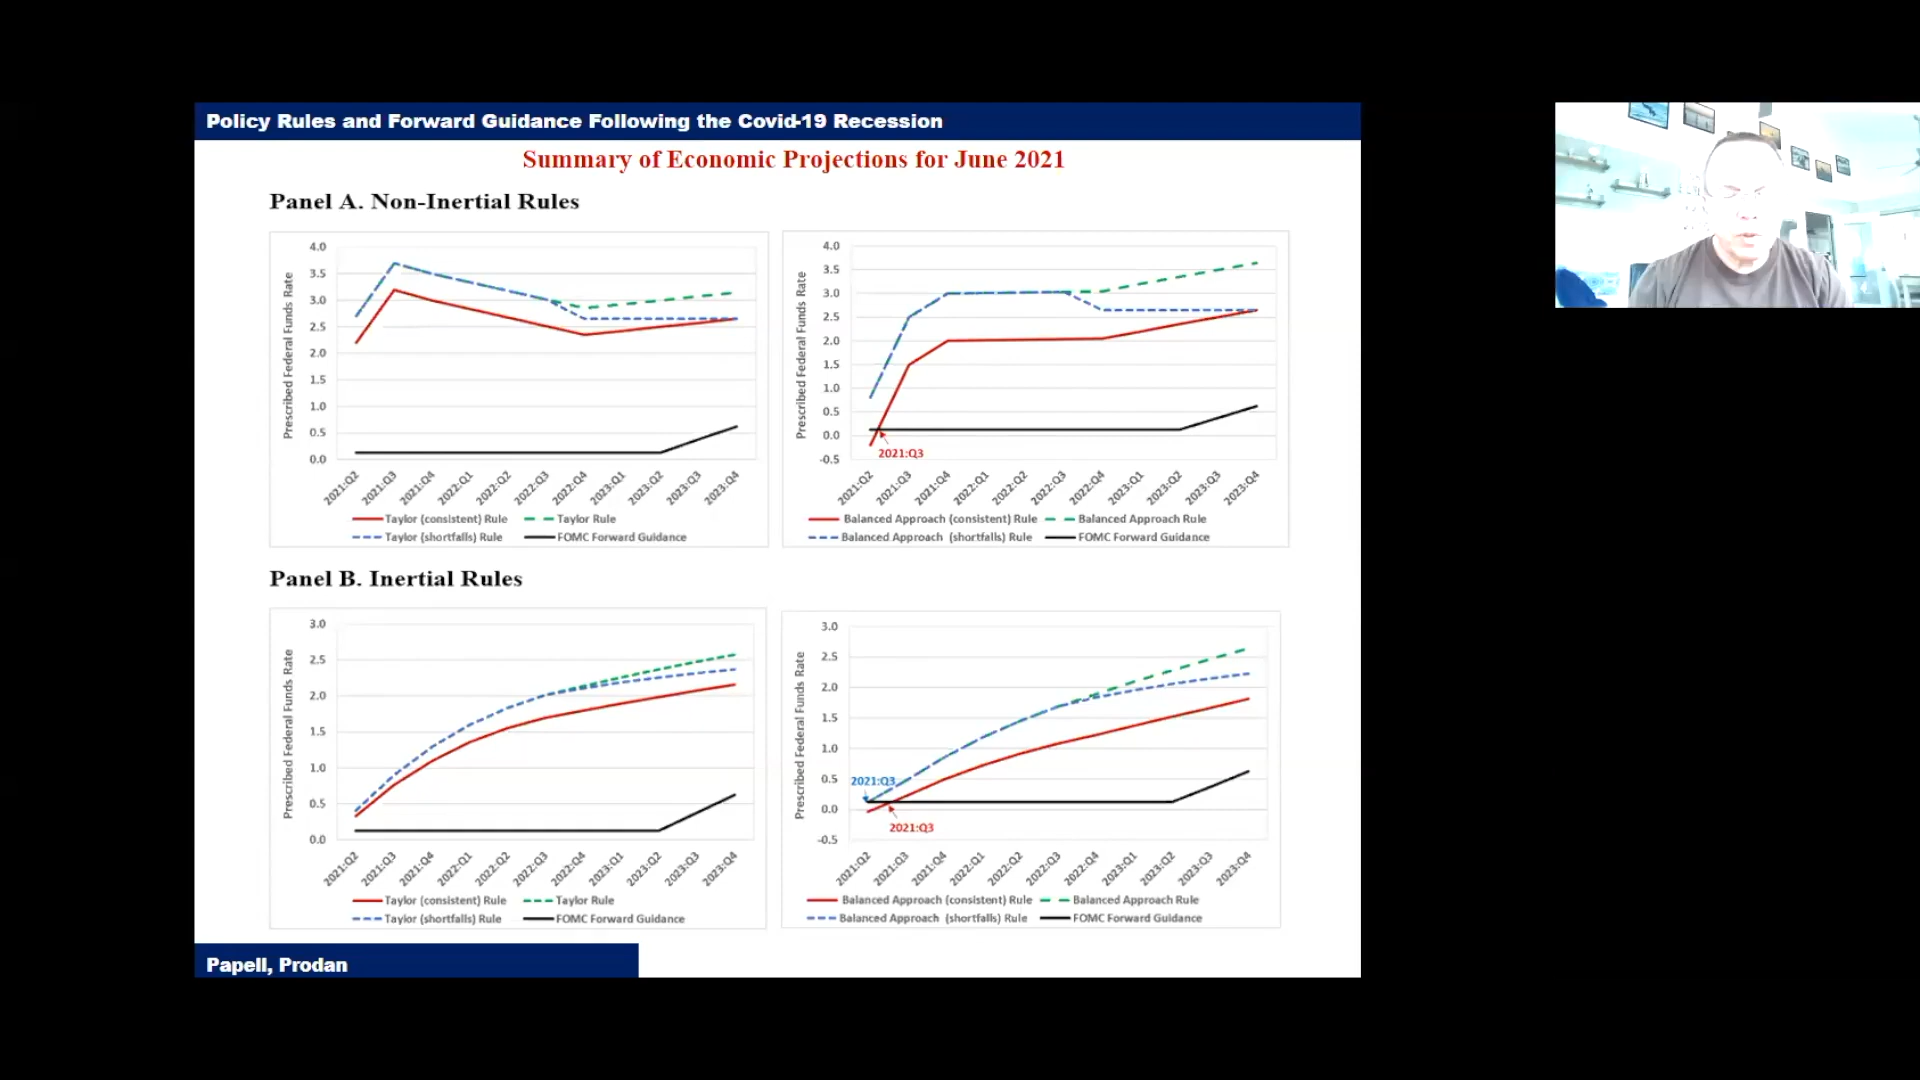 Policy Rules and Forward Guidance Following the Covid-19 Recession
Summary of Economic Projections for June 2021
Panel A. Non-Inertial Rules
Prescribed Federal Funds Rate
4.0
3.5
3.0
2.5
2.0
1.5
1.0
0.5
0.0
2021:Q2 2021:Q3 2021:Q4 2022:Q1 2022:Q2 2022:Q3 2022:Q4 2023:Q1 2023:Q2 2023:Q3 2023:Q4
Taylor (consistent) Rule Taylor Rule
Taylor (shortfalls) Rule FOMC Forward Guidance
Prescribed Federal Funds Rate
4.0
3.5
3.0
2.5
2.0
1.5
1.0
0.5
0.0
-0.5
2021:Q3
2021:Q2 2021:Q3 2021:Q4 2022:Q1 2022:Q2 2022:Q3 2022:Q4 2023:Q1 2023:Q2 2023:Q3 2023:Q4
Balanced Approach (consistent) Rule Balanced Approach Rule
Balanced Approach (shortfalls) Rule FOMC Forward Guidance
Panel B. Inertial Rules
Prescribed Federal Funds Rate
3.0
2.5
2.0
1.5
1.0
0.5
0.0
2021:Q2 2021:Q3 2021:Q4 2022:Q1 2022:Q2 2022:Q3 2022:Q4 2023:Q1 2023:Q2 2023:Q3 2023:Q4
Taylor (consistent) Rule Taylor Rule
Taylor (shortfalls) Rule FOMC Forward Guidance
Prescribed Federal Funds Rate
3.0
2.5
2.0
1.5
1.0
0.5
0.0
-0.5
2021:Q3
2021:Q3
2021:Q2 2021:Q3 2021:Q4 2022:Q1 2022:Q2 2022:Q3 2022:Q4 2023:Q1 2023:Q2 2023:Q3 2023:Q4
Balanced Approach (consistent) Rule Balanced Approach Rule
Balanced Approach (shortfalls) Rule FOMC Forward Guidance
Papell, Prodan